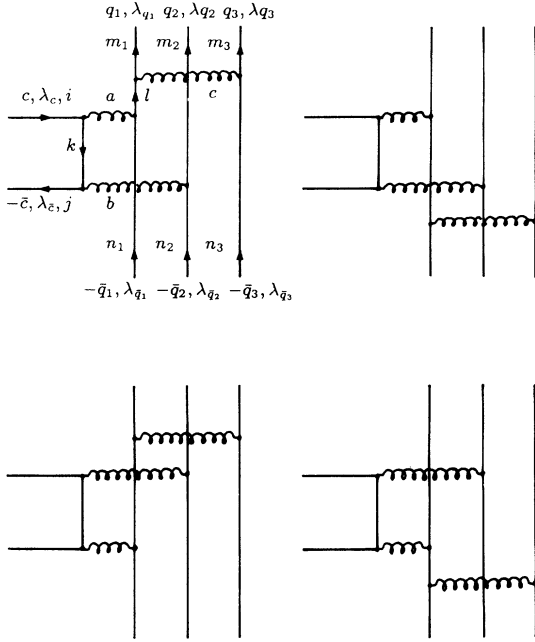 q₁, λ_{q₁} q₂, λq₂ q₃, λq₃
m₁ m₂ m₃
l c
c, λ_c, i a
k
−c̄, λ_{c̄}, j b
n₁ n₂ n₃
−q̄₁, λ_{q̄₁} −q̄₂, λ_{q̄₂} −q̄₃, λ_{q̄₃}